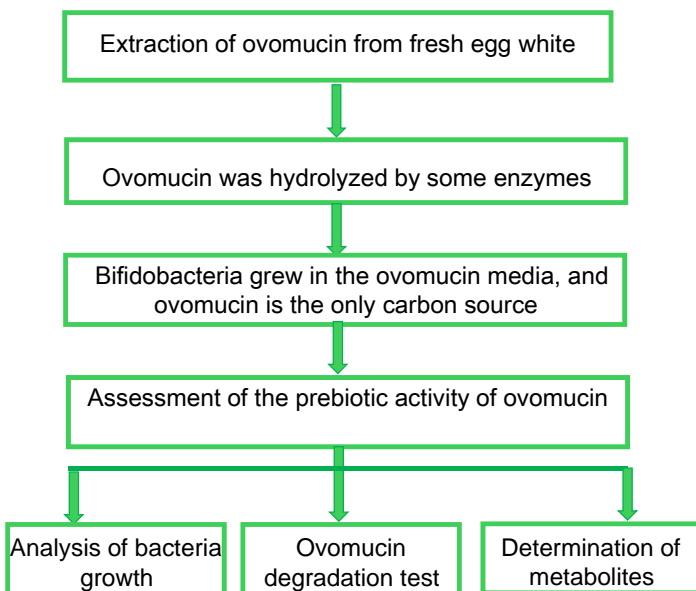 Extraction of ovomucin from fresh egg white
Ovomucin was hydrolyzed by some enzymes
Bifidobacteria grew in the ovomucin media, and
ovomucin is the only carbon source
Assessment of the prebiotic activity of ovomucin
Analysis of bacteria
growth
Ovomucin
degradation test
Determination of
metabolites